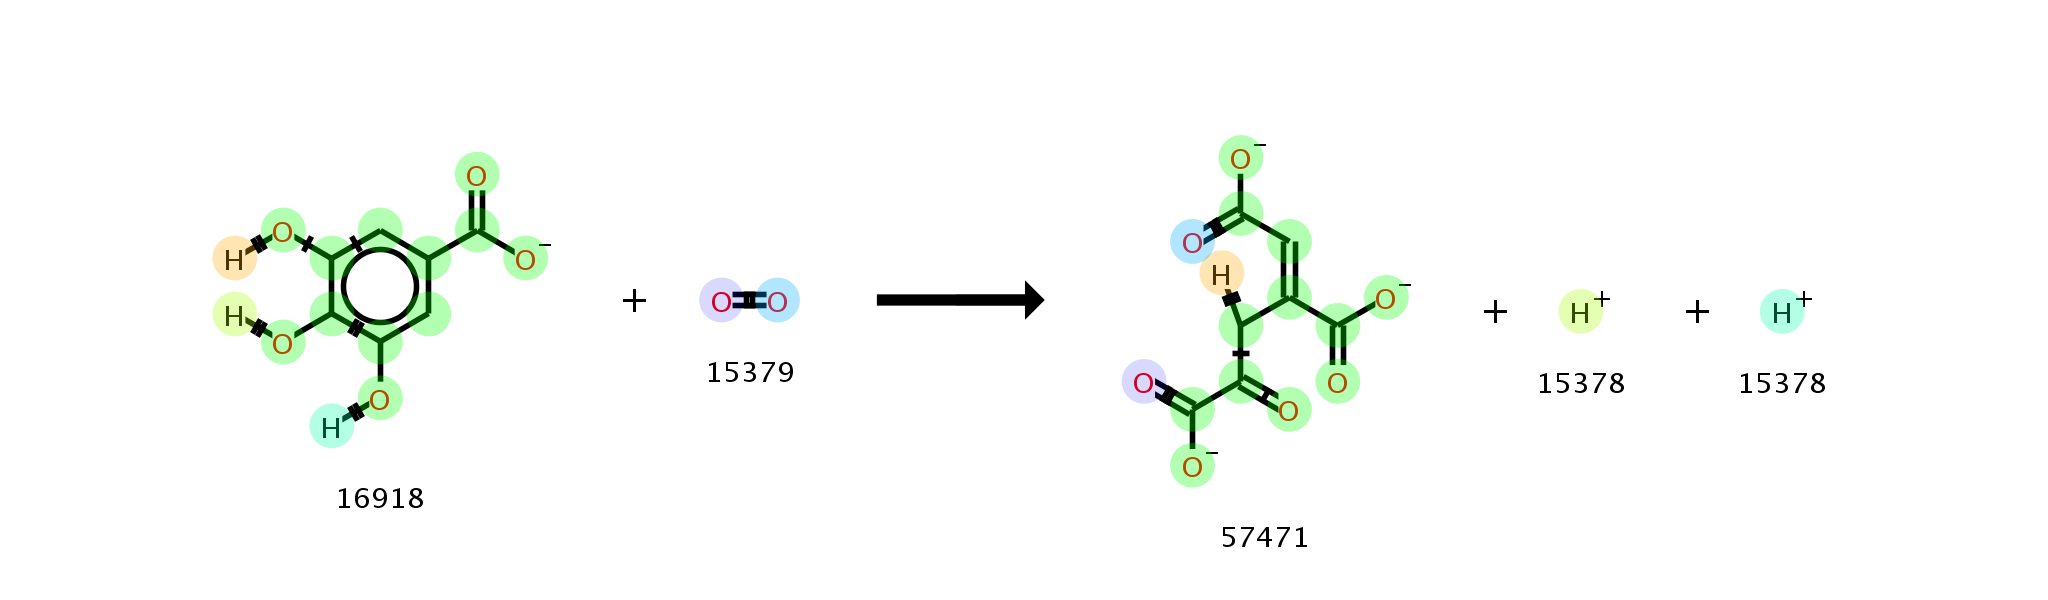 O
O
O⁻
H
H
O
O
H
16918
+
O O
15379
O⁻
O
H
O⁻
O
O
O
O⁻
57471
+
H⁺
15378
+
H⁺
15378